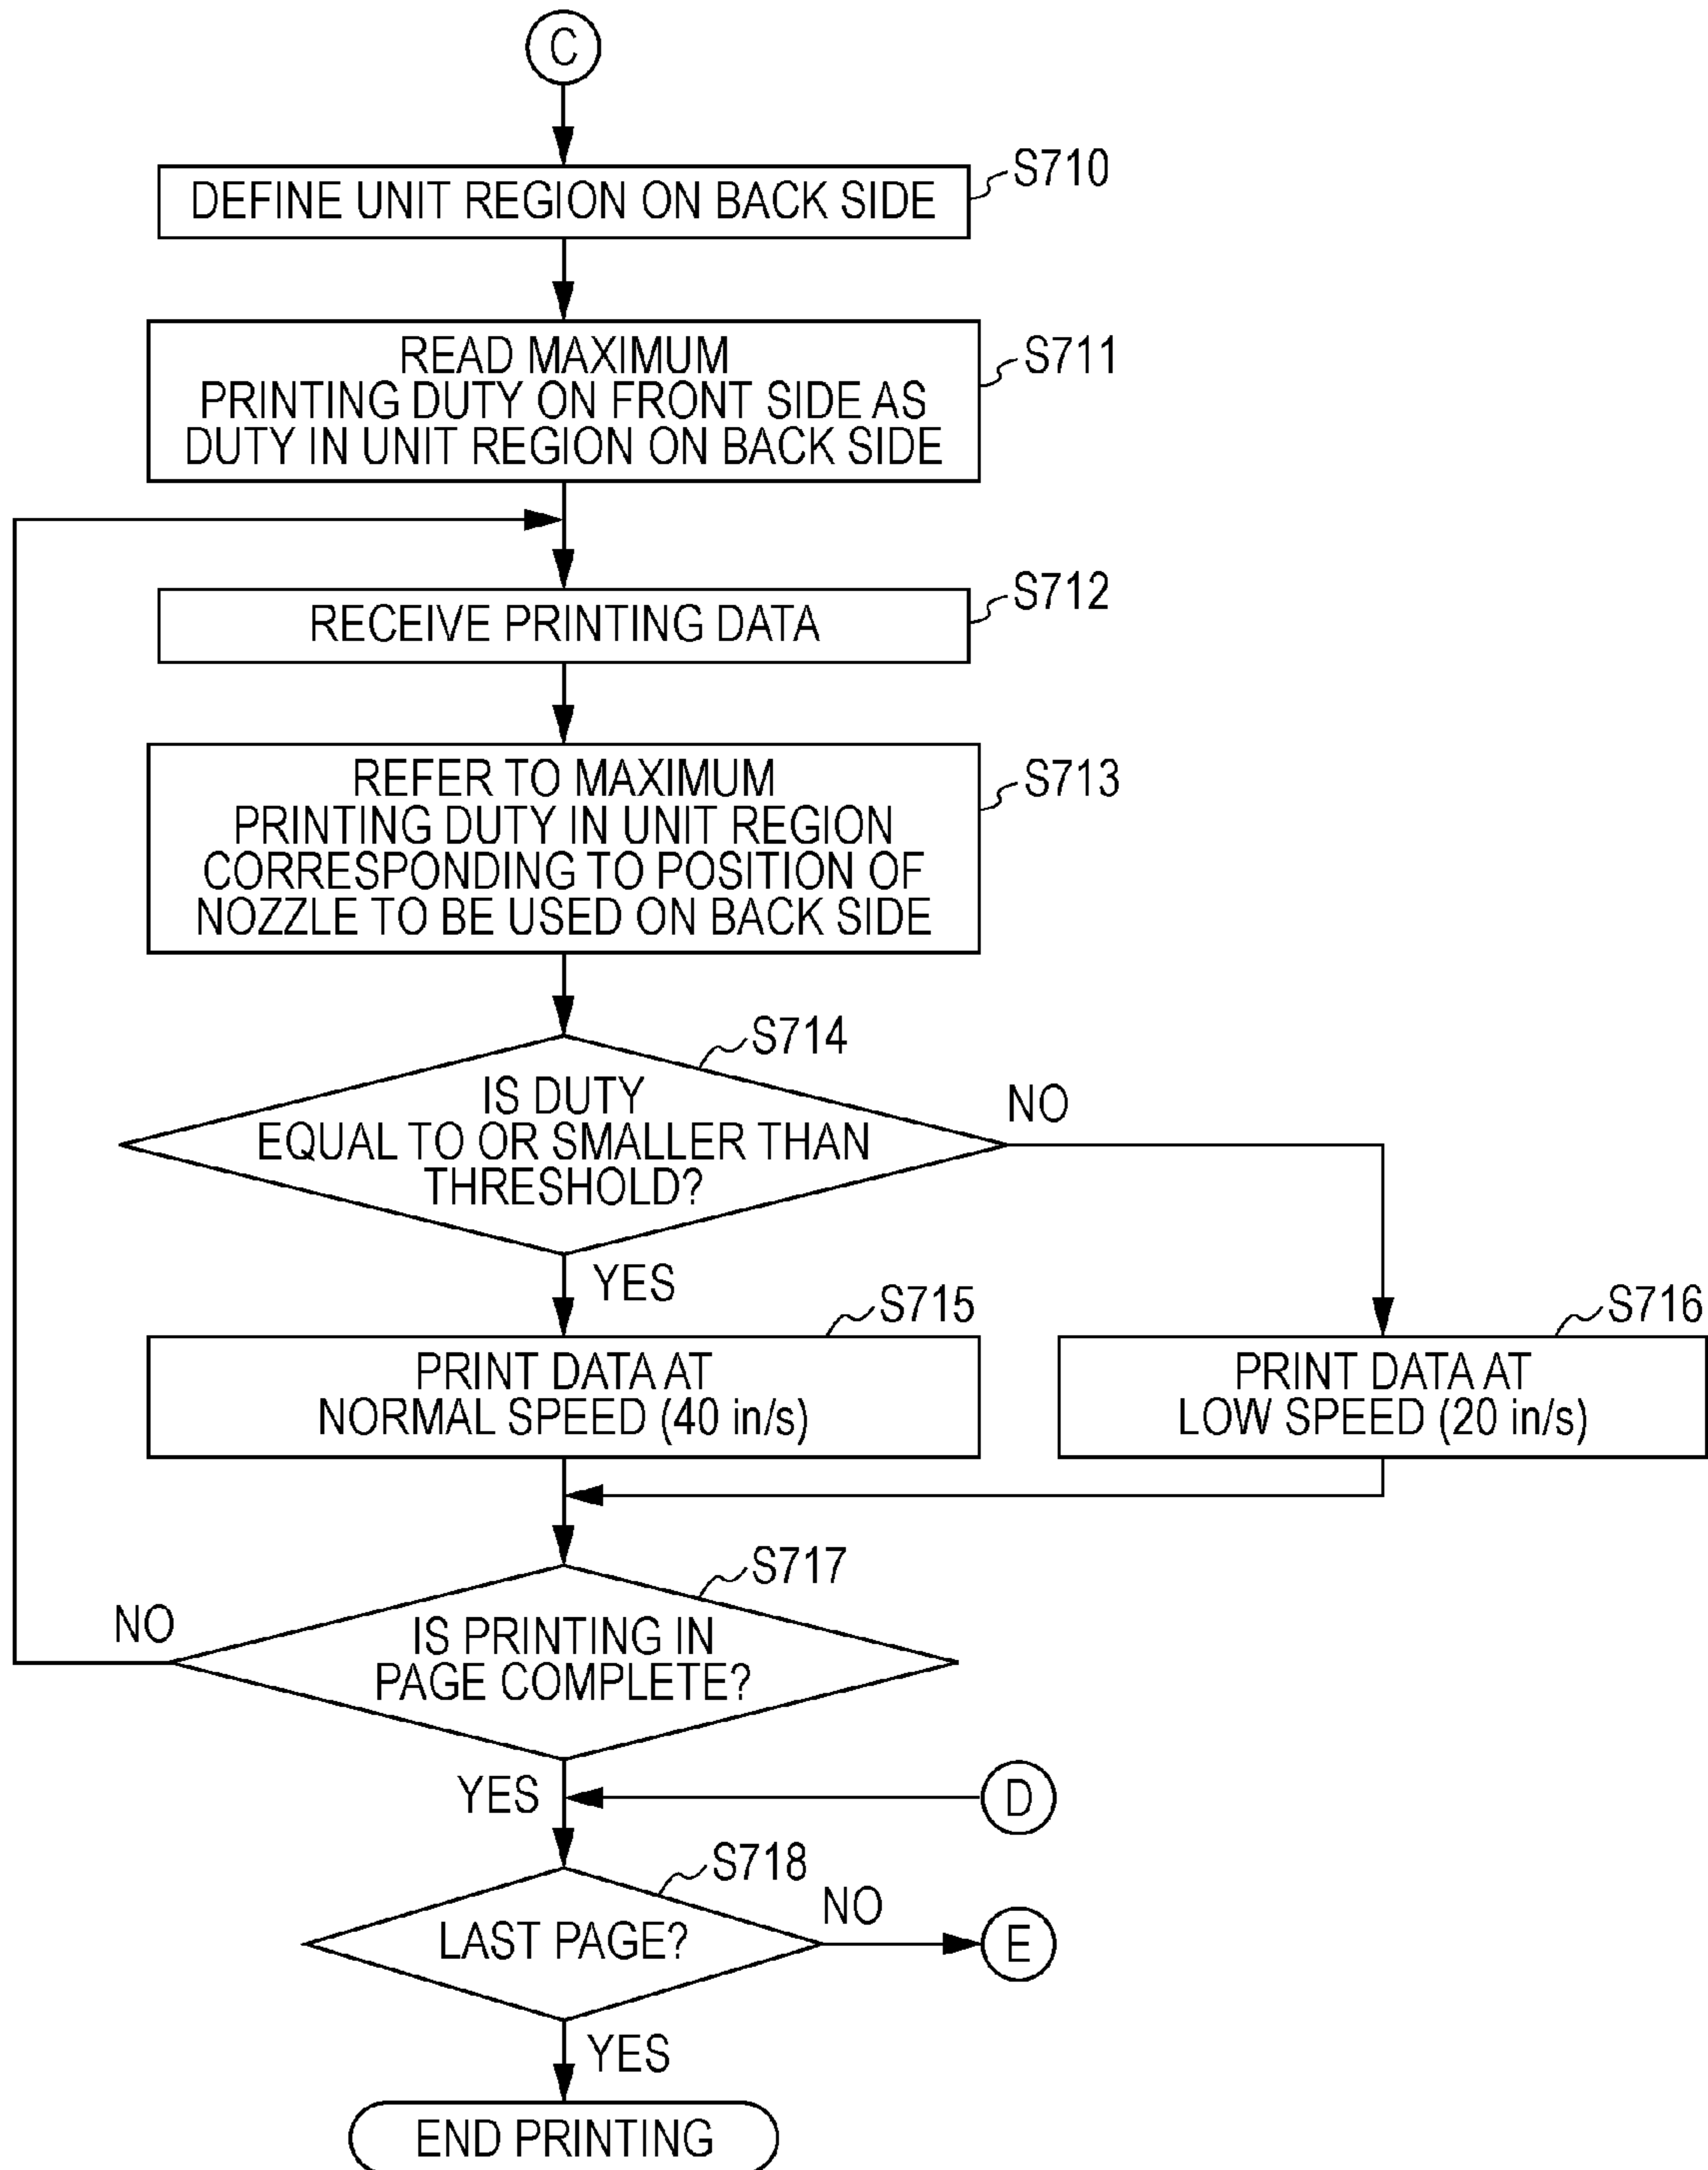 C
DEFINE UNIT REGION ON BACK SIDE
S710
READ MAXIMUM
PRINTING DUTY ON FRONT SIDE AS
DUTY IN UNIT REGION ON BACK SIDE
S711
RECEIVE PRINTING DATA
S712
REFER TO MAXIMUM
PRINTING DUTY IN UNIT REGION
CORRESPONDING TO POSITION OF
NOZZLE TO BE USED ON BACK SIDE
S713
S714
IS DUTY
EQUAL TO OR SMALLER THAN
THRESHOLD?
NO
YES
S715
PRINT DATA AT
NORMAL SPEED (40 in/s)
S716
PRINT DATA AT
LOW SPEED (20 in/s)
S717
NO
IS PRINTING IN
PAGE COMPLETE?
YES
D
S718
LAST PAGE?
NO
E
YES
END PRINTING